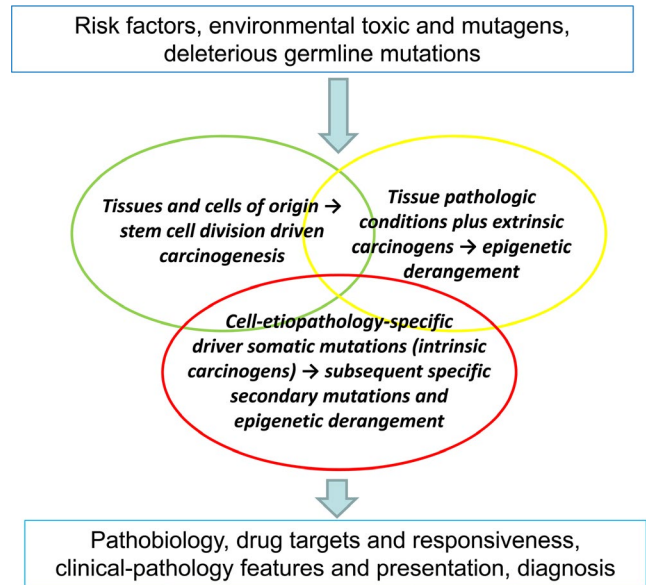 Risk factors, environmental toxic and mutagens,
deleterious germline mutations
Tissues and cells of origin →
stem cell division driven
carcinogenesis
Tissue pathologic
conditions plus extrinsic
carcinogens → epigenetic
derangement
Cell-etiopathology-specific
driver somatic mutations (intrinsic
carcinogens) → subsequent specific
secondary mutations and
epigenetic derangement
Pathobiology, drug targets and responsiveness,
clinical-pathology features and presentation, diagnosis